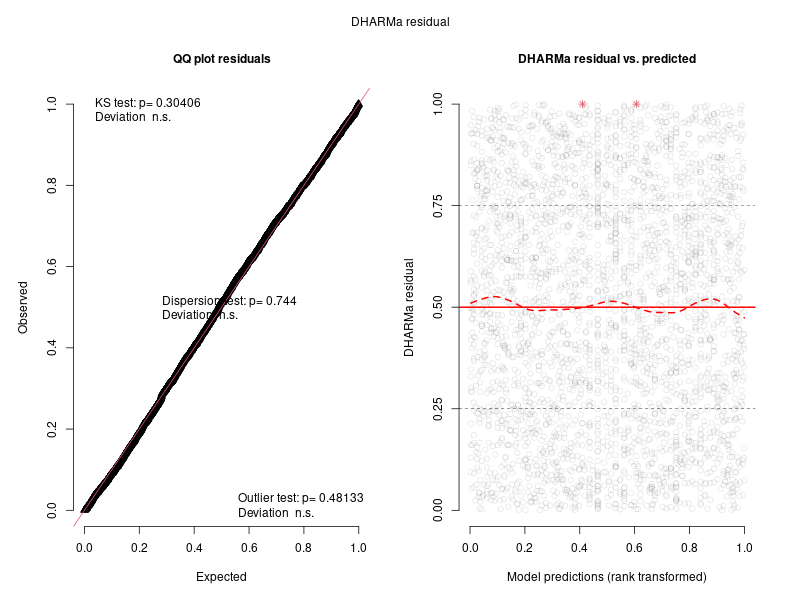 DHARMa residual
QQ plot residuals
KS test: p= 0.30406
Deviation n.s.
Dispersion test: p= 0.744
Deviation n.s.
Outlier test: p= 0.48133
Deviation n.s.
Observed
0.0 0.2 0.4 0.6 0.8 1.0
0.0 0.2 0.4 0.6 0.8 1.0
Expected
DHARMa residual vs. predicted
DHARMa residual
0.00 0.25 0.50 0.75 1.00
0.0 0.2 0.4 0.6 0.8 1.0
Model predictions (rank transformed)